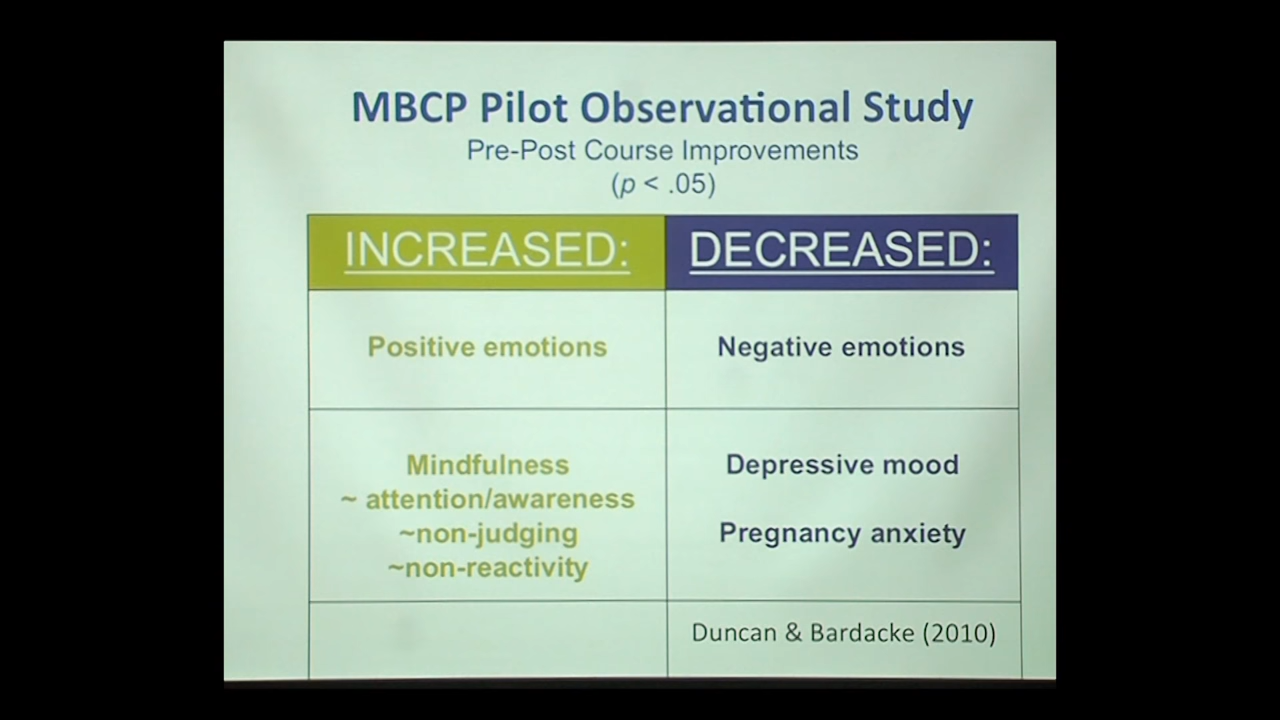 MBCP Pilot Observational Study
Pre-Post Course Improvements
(p < .05)
INCREASED:
DECREASED:
Positive emotions
Negative emotions
Mindfulness
~ attention/awareness
~non-judging
~non-reactivity
Depressive mood
Pregnancy anxiety
Duncan & Bardacke (2010)